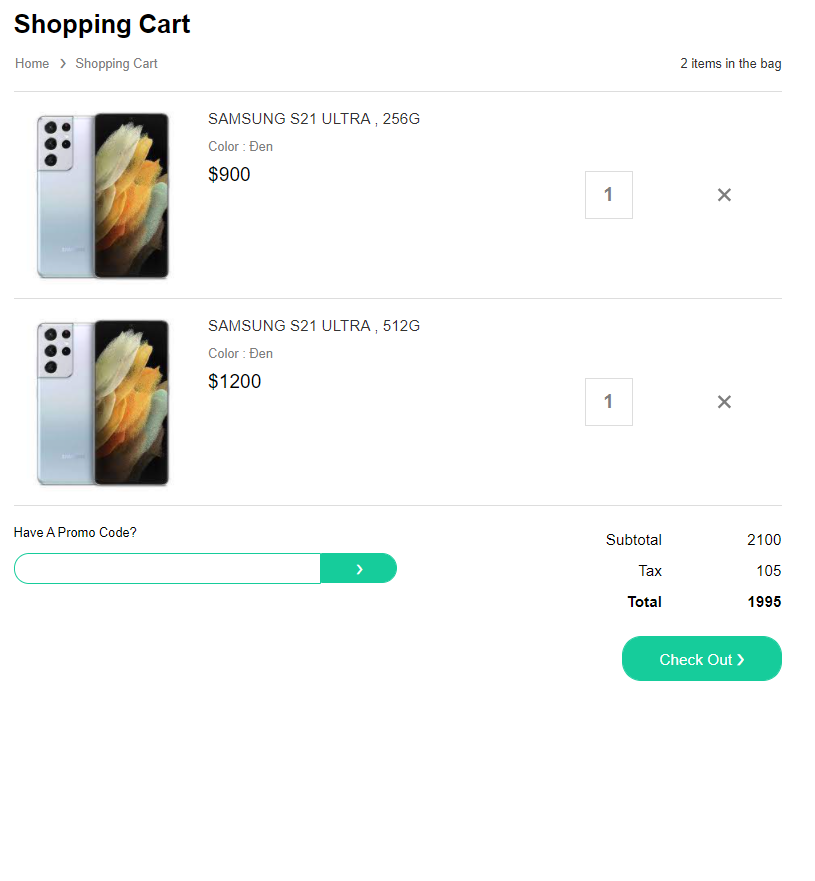 Shopping Cart
Home > Shopping Cart
2 items in the bag
SAMSUNG S21 ULTRA , 256G
Color : Đen
$900
1
SAMSUNG S21 ULTRA , 512G
Color : Đen
$1200
1
Have A Promo Code?
Subtotal 2100
Tax 105
Total 1995
Check Out